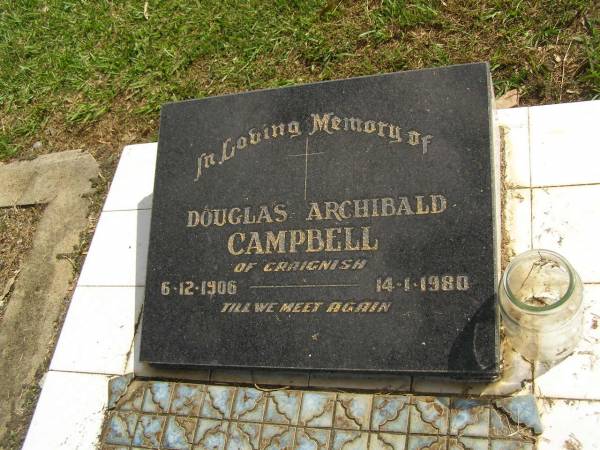 In Loving Memory of
DOUGLAS ARCHIBALD
CAMPBELL
OF CRAIGNISH
6·12·1906 14·1·1980
TILL WE MEET AGAIN